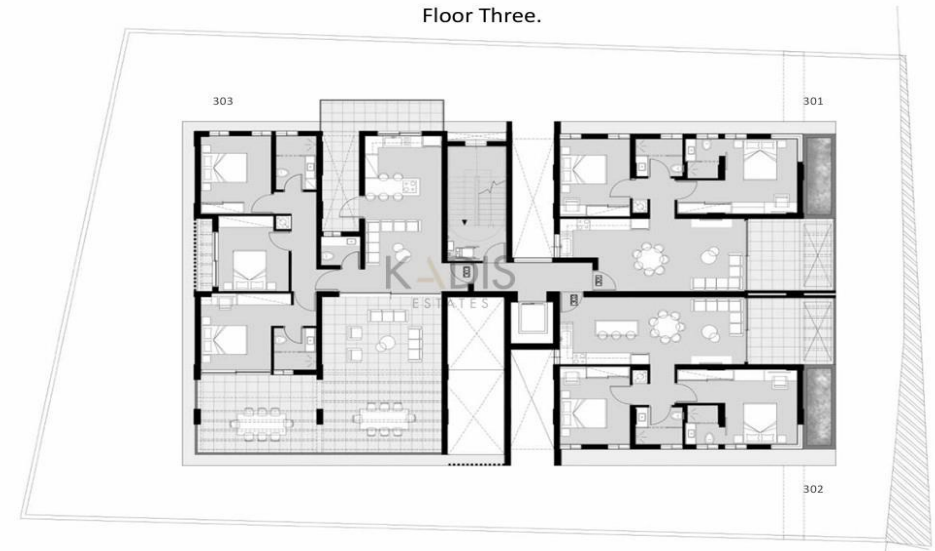 Floor Three.
303
301
KADIS
ESTATES
302